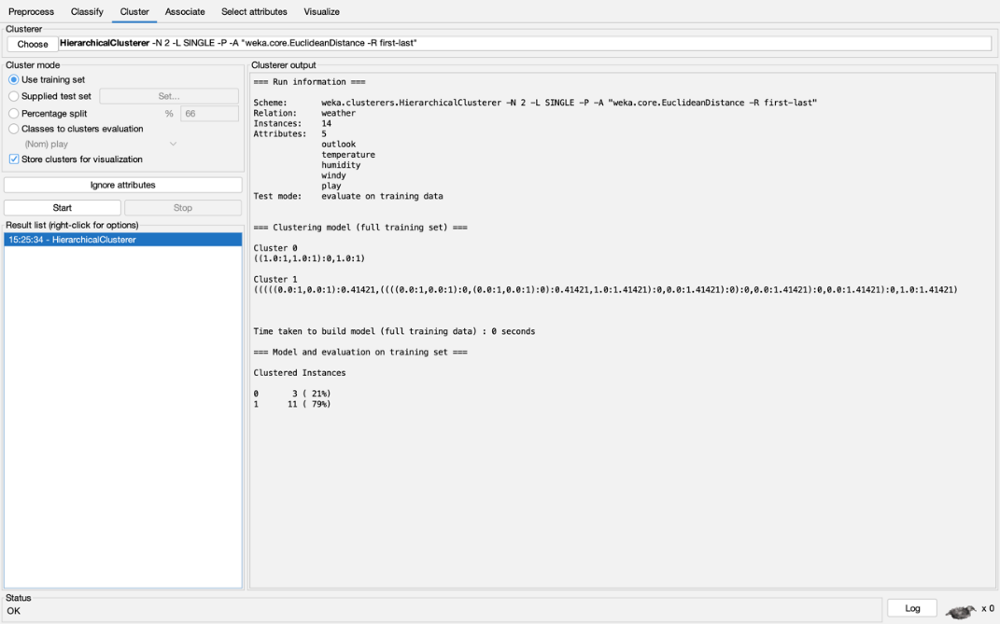 Preprocess Classify Cluster Associate Select attributes Visualize
Clusterer
Choose HierarchicalClusterer -N 2 -L SINGLE -P -A "weka.core.EuclideanDistance -R first-last"
Cluster mode
Use training set
Supplied test set Set...
Percentage split % 66
Classes to clusters evaluation
(Nom) play
Store clusters for visualization
Ignore attributes
Start Stop
Result list (right-click for options)
15:25:34 - HierarchicalClusterer
Clusterer output
=== Run information ===
Scheme: weka.clusterers.HierarchicalClusterer -N 2 -L SINGLE -P -A "weka.core.EuclideanDistance -R first-last"
Relation: weather
Instances: 14
Attributes: 5
outlook
temperature
humidity
windy
play
Test mode: evaluate on training data
=== Clustering model (full training set) ===
Cluster 0
((1.0:1,1.0:1):0,1.0:1)
Cluster 1
(((((0.0:1,0.0:1):0.41421,((((0.0:1,0.0:1):0,(0.0:1,0.0:1):0):0.41421,1.0:1.41421):0,0.0:1.41421):0):0,0.0:1.41421):0,0.0:1.41421):0,1.0:1.41421)
Time taken to build model (full training data) : 0 seconds
=== Model and evaluation on training set ===
Clustered Instances
0 3 ( 21%)
1 11 ( 79%)
Status
OK
Log x 0